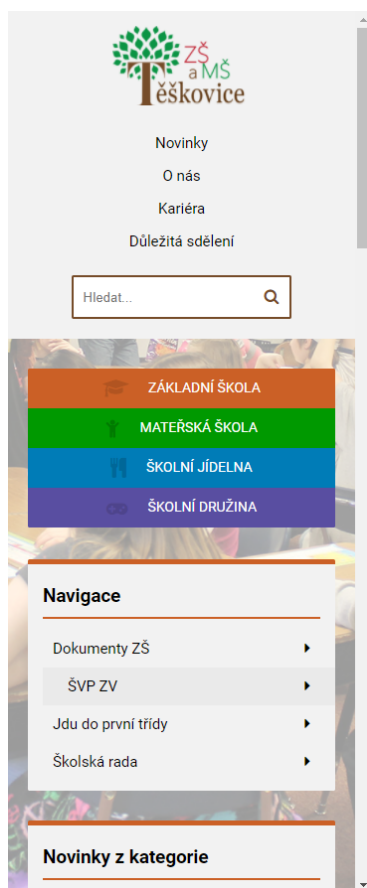 ZŠ
a MŠ
Těškovice
Novinky
O nás
Kariéra
Důležitá sdělení
Hledat...
ZÁKLADNÍ ŠKOLA
MATEŘSKÁ ŠKOLA
ŠKOLNÍ JÍDELNA
ŠKOLNÍ DRUŽINA
Navigace
Dokumenty ZŠ
ŠVP ZV
Jdu do první třídy
Školská rada
Novinky z kategorie